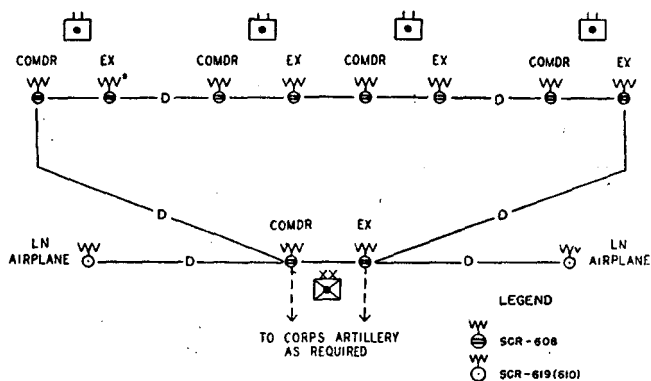 COMDR EX COMDR EX COMDR EX COMDR EX
D D
D D
COMDR EX
LN AIRPLANE D D LN AIRPLANE
XX
TO CORPS ARTILLERY
AS REQUIRED
LEGEND
SCR-608
SCR-619(610)